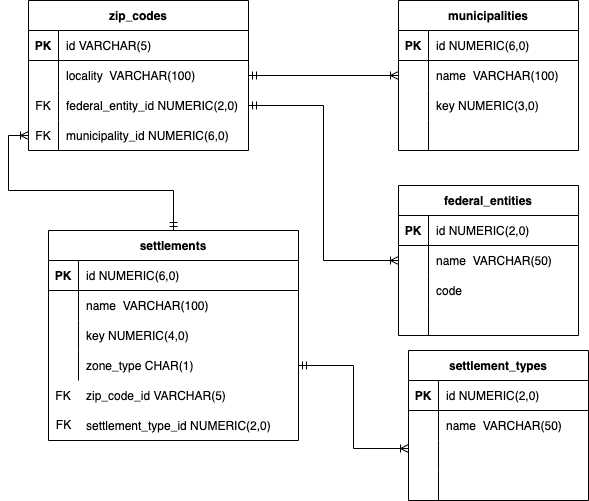 zip_codes
PK id VARCHAR(5)
locality VARCHAR(100)
FK federal_entity_id NUMERIC(2,0)
FK municipality_id NUMERIC(6,0)
municipalities
PK id NUMERIC(6,0)
name VARCHAR(100)
key NUMERIC(3,0)
federal_entities
PK id NUMERIC(2,0)
name VARCHAR(50)
code
settlements
PK id NUMERIC(6,0)
name VARCHAR(100)
key NUMERIC(4,0)
zone_type CHAR(1)
FK zip_code_id VARCHAR(5)
FK settlement_type_id NUMERIC(2,0)
settlement_types
PK id NUMERIC(2,0)
name VARCHAR(50)